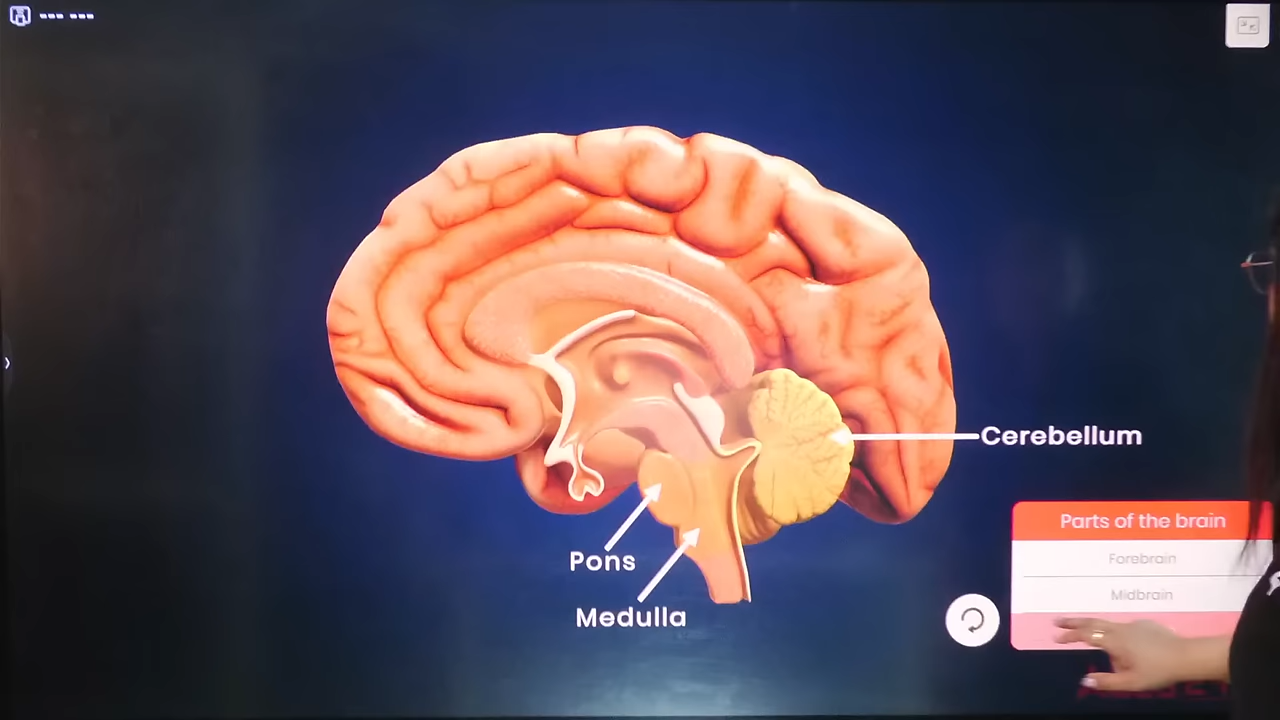 Cerebellum
Parts of the brain
Forebrain
Pons
Midbrain
Medulla